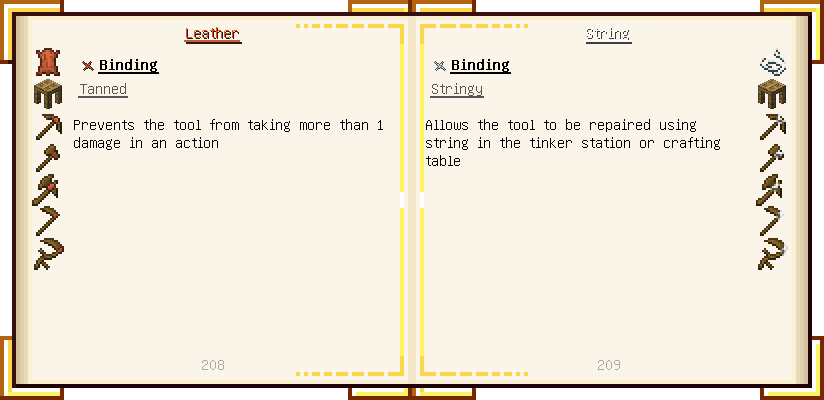 Leather
Binding
Tanned
Prevents the tool from taking more than 1
damage in an action
208
String
Binding
Stringy
Allows the tool to be repaired using
string in the tinker station or crafting
table
209